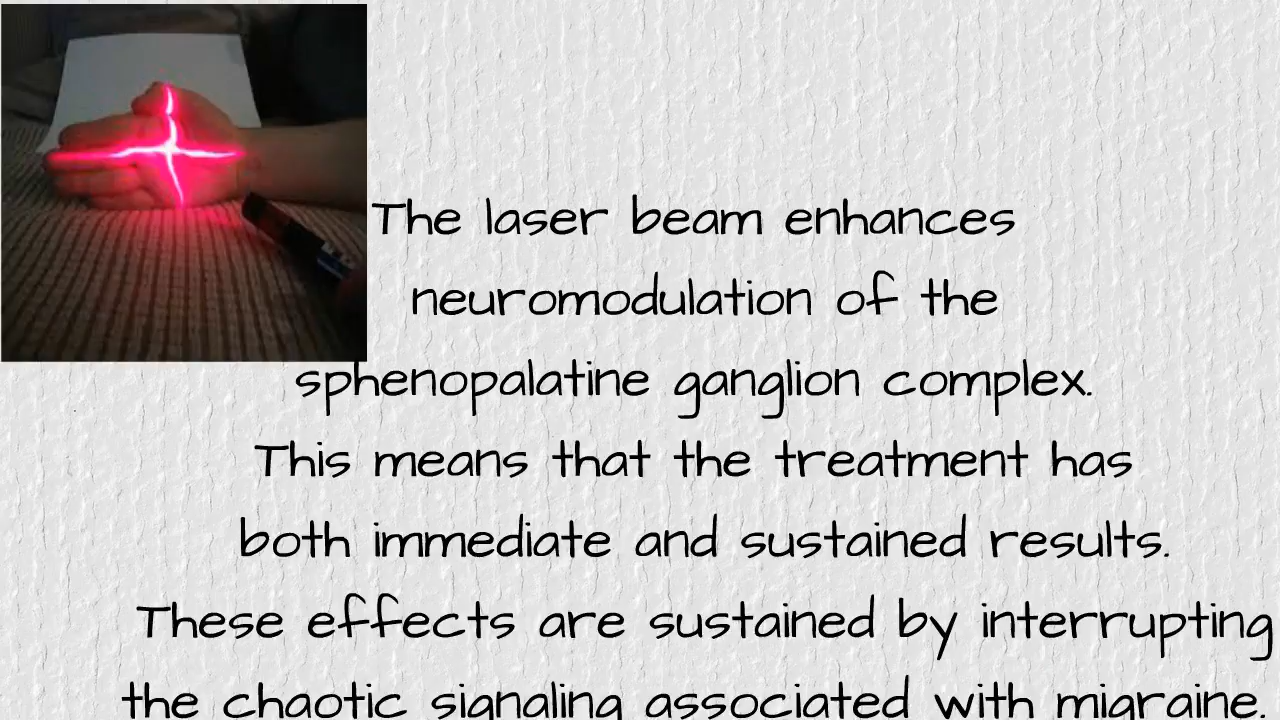 The laser beam enhances
neuromodulation of the
sphenopalatine ganglion complex.
This means that the treatment has
both immediate and sustained results.
These effects are sustained by interrupting
the chaotic signaling associated with migraine.